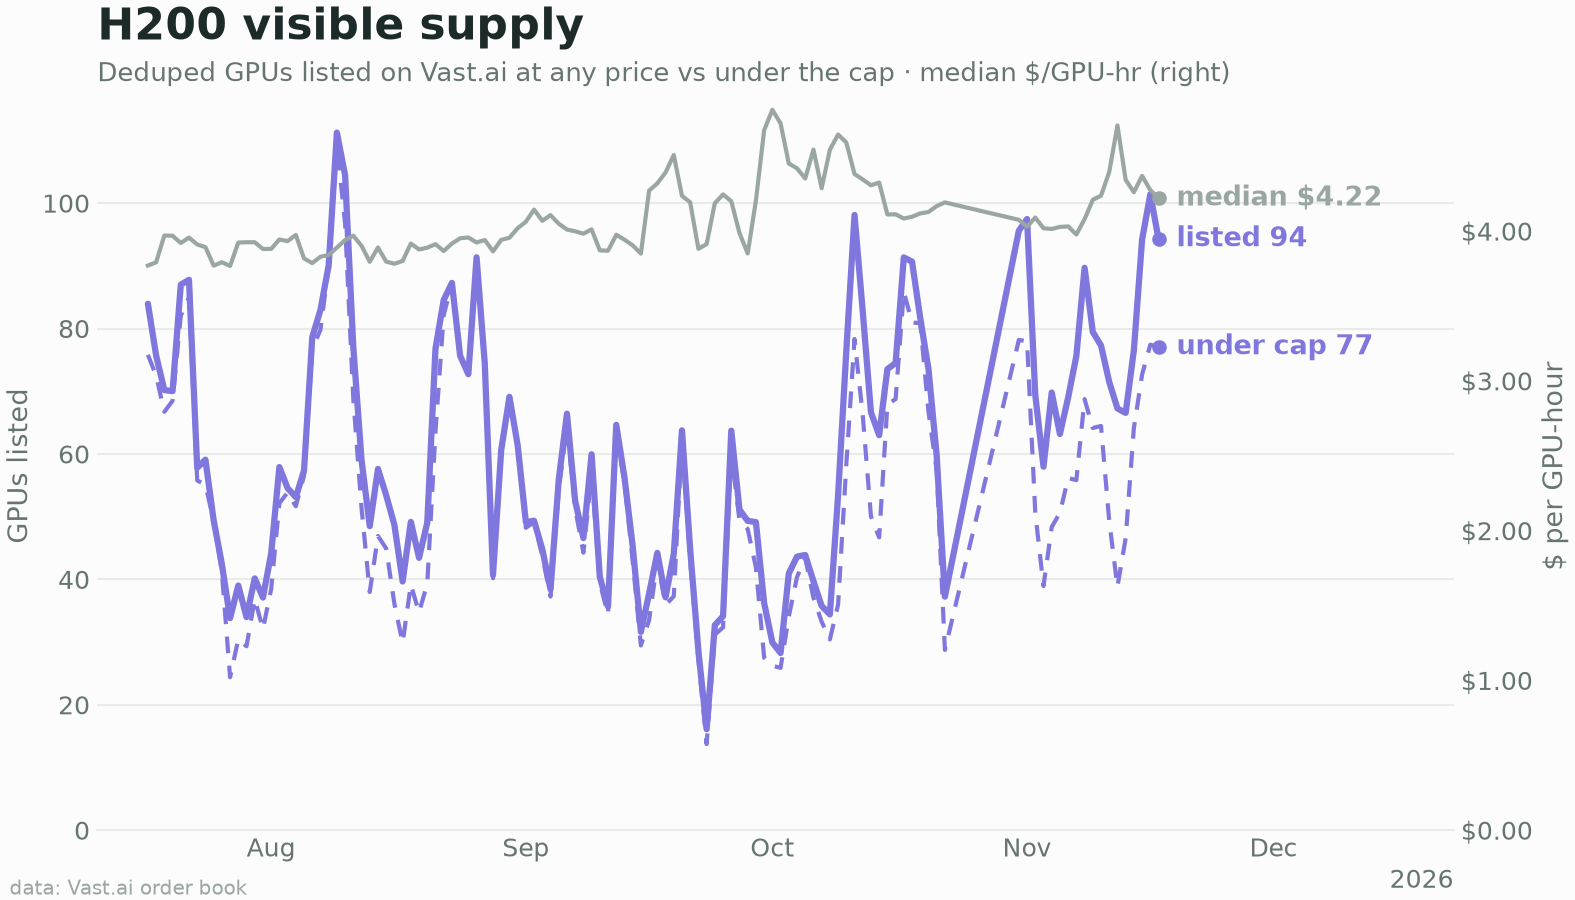 H200 visible supply
Deduped GPUs listed on Vast.ai at any price vs under the cap · median $/GPU-hr (right)
GPUs listed
100
80
60
40
20
0
median $4.22
listed 94
under cap 77
$4.00
$3.00
$2.00
$1.00
$0.00
$ per GPU-hour
Aug Sep Oct Nov Dec
2026
data: Vast.ai order book